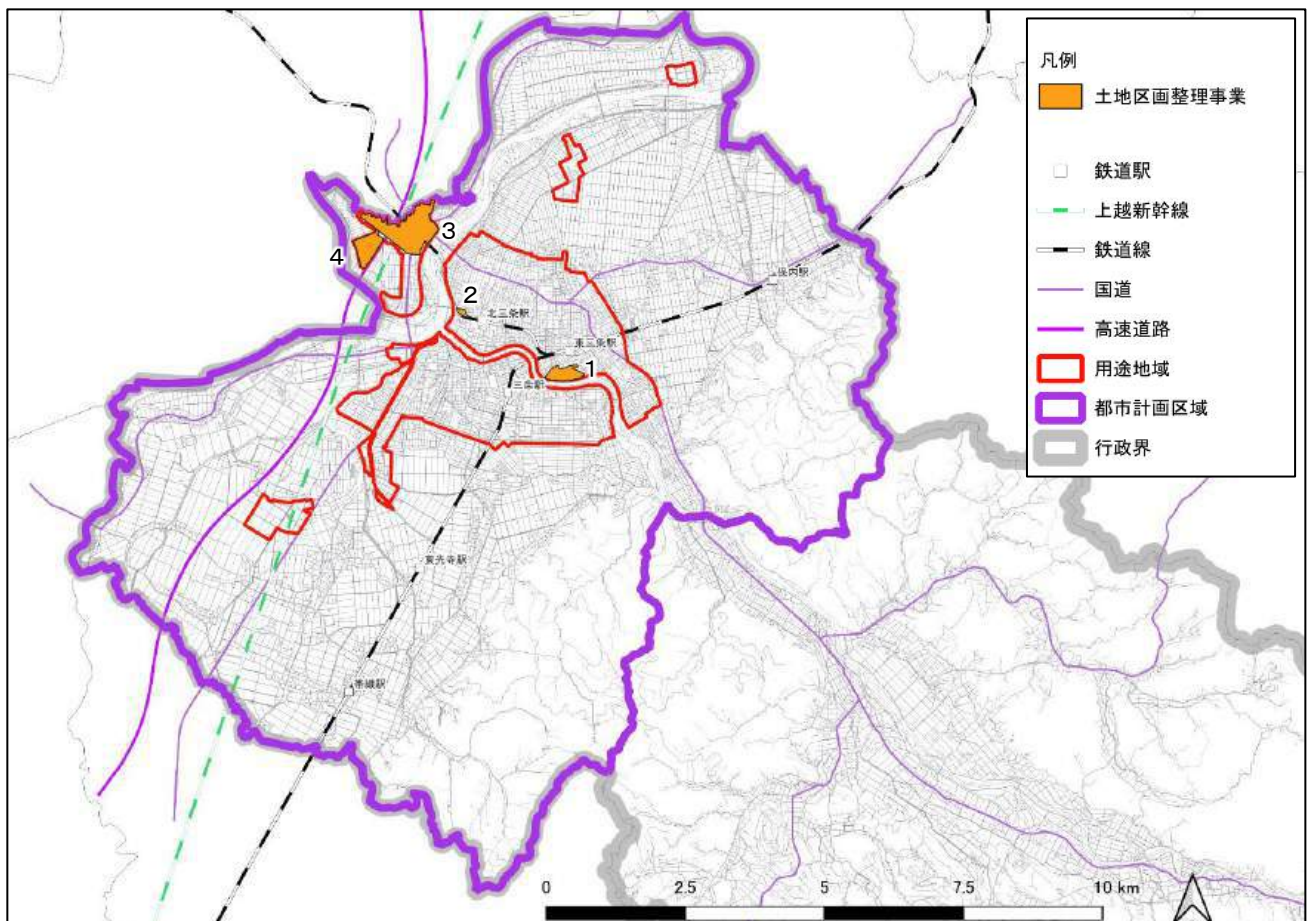 凡例
土地区画整理事業
鉄道駅
上越新幹線
鉄道線
国道
高速道路
用途地域
都市計画区域
行政界
3
4
保内駅
2
北三条駅
東三条駅
1
三条駅
東光寺駅
帯織駅
0
2.5
5
7.5
10 km